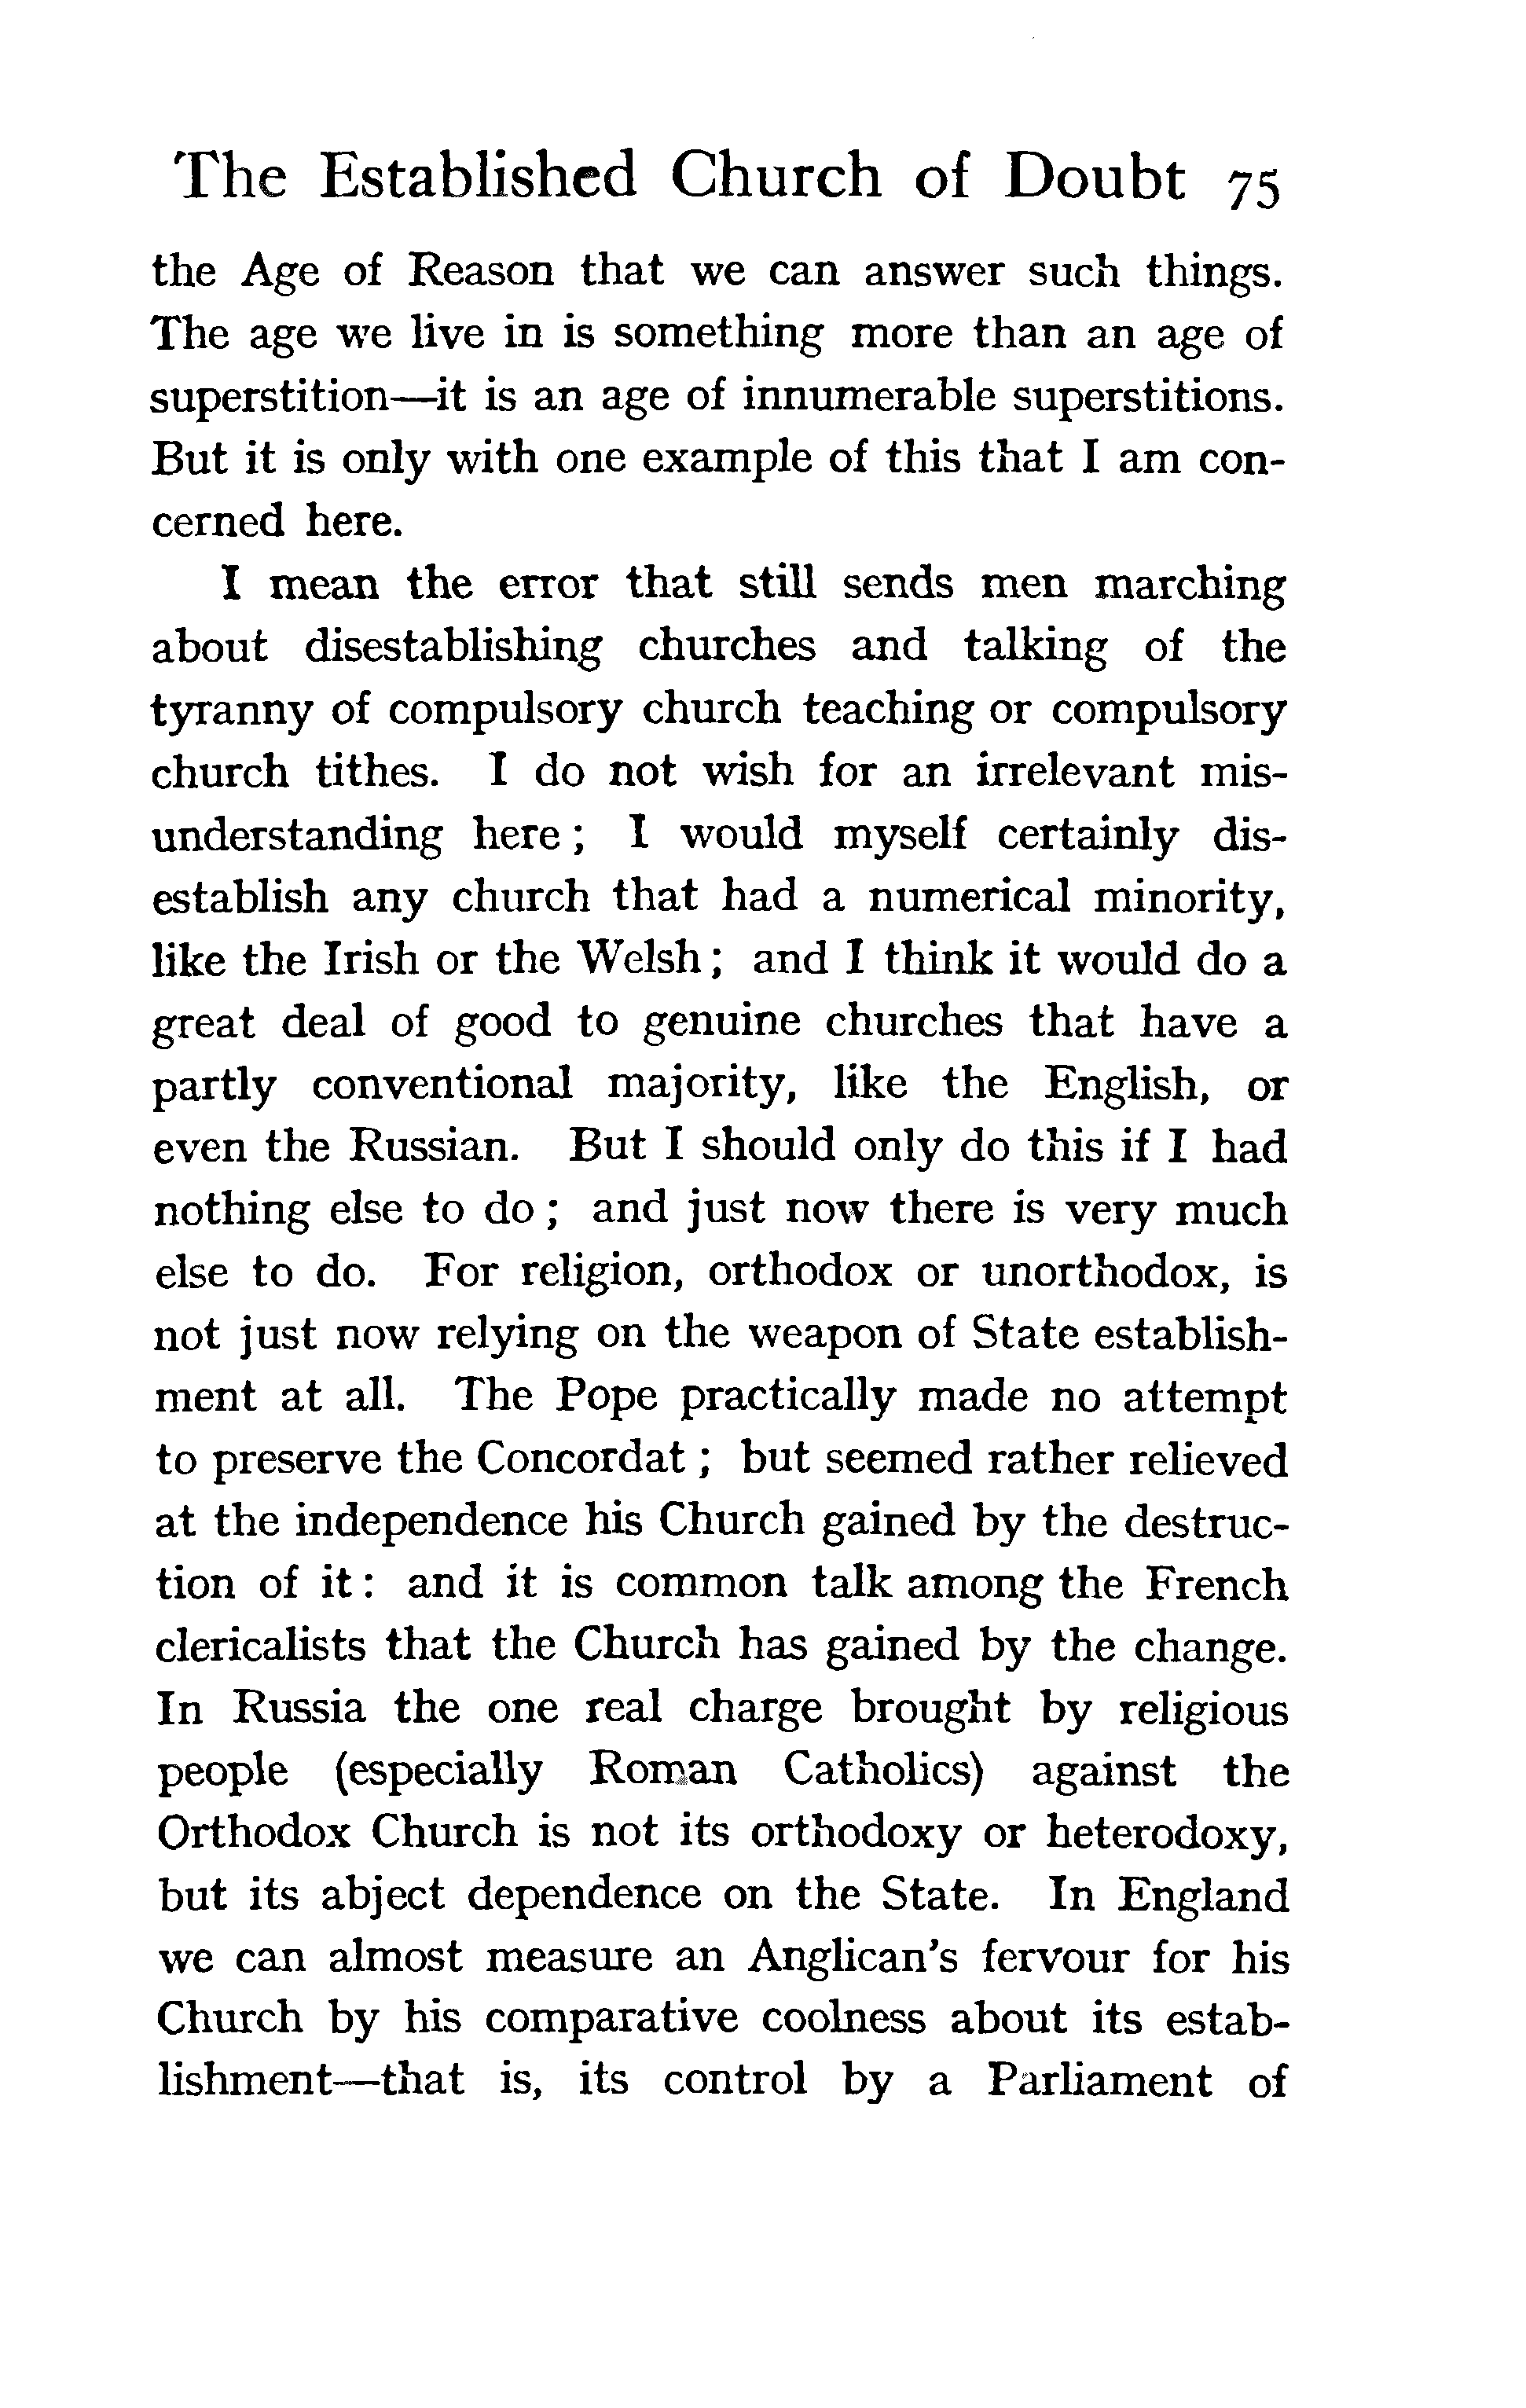 The Established Church of Doubt 75
the Age of Reason that we can answer such things.
The age we live in is something more than an age of
superstition—it is an age of innumerable superstitions.
But it is only with one example of this that I am con-
cerned here.
I mean the error that still sends men marching
about disestablishing churches and talking of the
tyranny of compulsory church teaching or compulsory
church tithes. I do not wish for an irrelevant mis-
understanding here ; I would myself certainly dis-
establish any church that had a numerical minority,
like the Irish or the Welsh ; and I think it would do a
great deal of good to genuine churches that have a
partly conventional majority, like the English, or
even the Russian. But I should only do this if I had
nothing else to do ; and just now there is very much
else to do. For religion, orthodox or unorthodox, is
not just now relying on the weapon of State establish-
ment at all. The Pope practically made no attempt
to preserve the Concordat ; but seemed rather relieved
at the independence his Church gained by the destruc-
tion of it : and it is common talk among the French
clericalists that the Church has gained by the change.
In Russia the one real charge brought by religious
people (especially Roman Catholics) against the
Orthodox Church is not its orthodoxy or heterodoxy,
but its abject dependence on the State. In England
we can almost measure an Anglican's fervour for his
Church by his comparative coolness about its estab-
lishment—that is, its control by a Parliament of